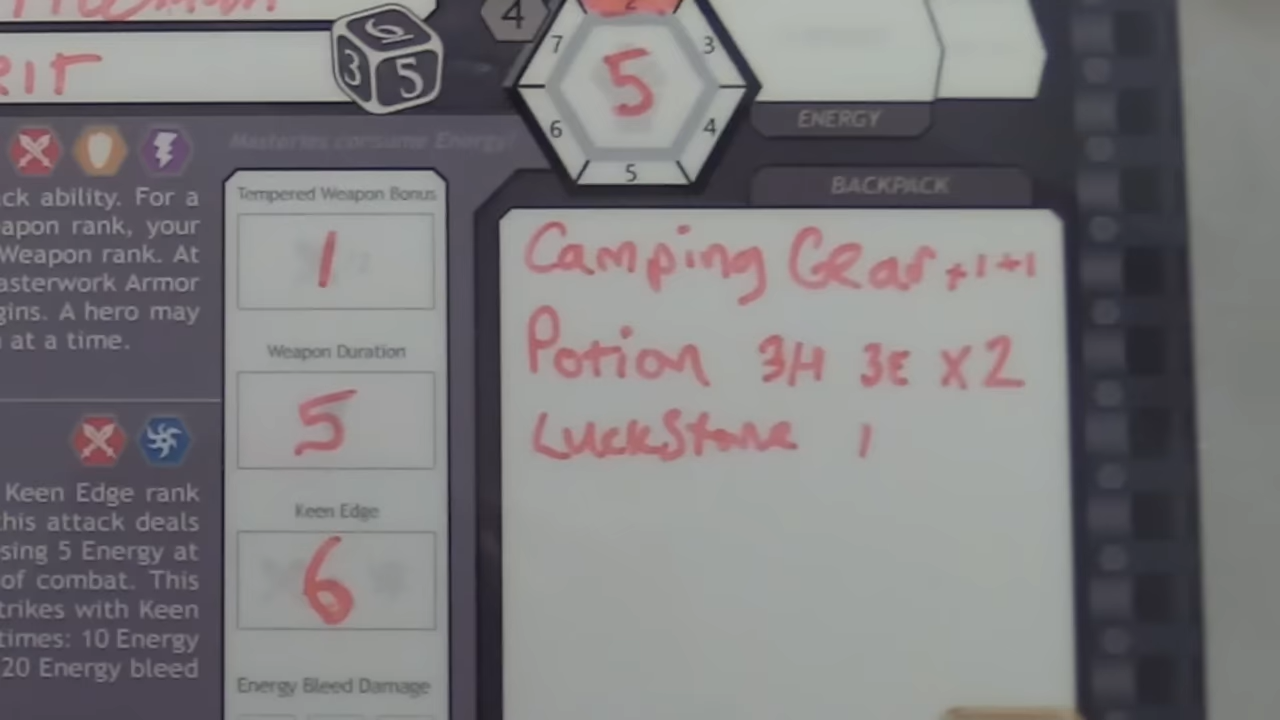 4
2
7
3
5
6
4
5
3
6
5
RIT
ENERGY
Masteries consume Energy!
BACKPACK
ck ability. For a
apon rank, your
Weapon rank. At
asterwork Armor
gins. A hero may
at a time.
Keen Edge rank
this attack deals
sing 5 Energy at
of combat. This
trikes with Keen
times: 10 Energy
20 Energy bleed
Tempered Weapon Bonus
1
Weapon Duration
5
Keen Edge
6
Energy Bleed Damage
Camping Gear +1+1
Potion 3H 3E X2
LuckStone 1